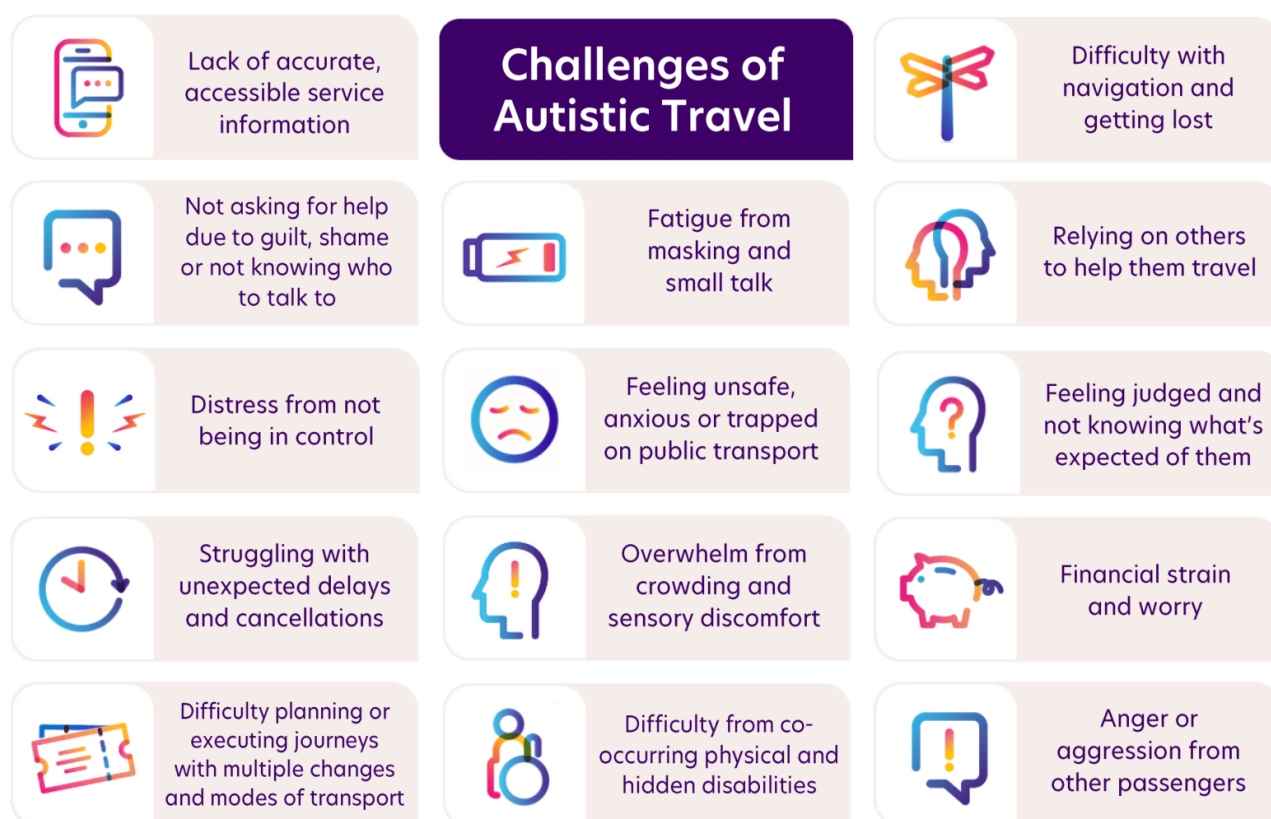 Lack of accurate,
accessible service
information
Challenges of
Autistic Travel
Difficulty with
navigation and
getting lost
Not asking for help
due to guilt, shame
or not knowing who
to talk to
Fatigue from
masking and
small talk
Relying on others
to help them travel
Distress from not
being in control
Feeling unsafe,
anxious or trapped
on public transport
Feeling judged and
not knowing what's
expected of them
Struggling with
unexpected delays
and cancellations
Overwhelm from
crowding and
sensory discomfort
Financial strain
and worry
Difficulty planning or
executing journeys
with multiple changes
and modes of transport
Difficulty from co-
occurring physical and
hidden disabilities
Anger or
aggression from
other passengers